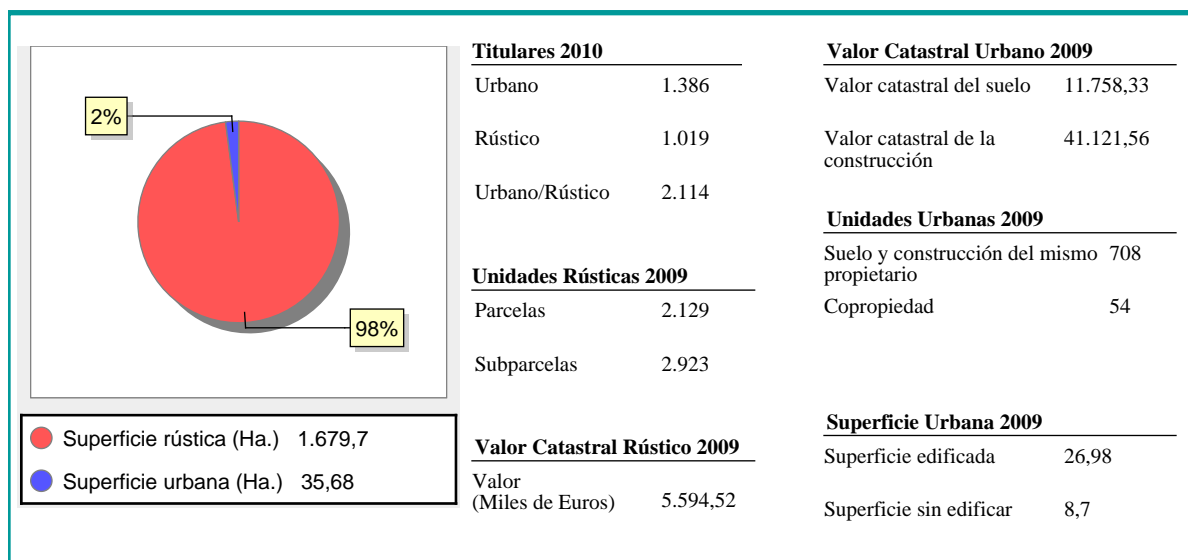 2%
98%
Superficie rústica (Ha.) 1.679,7
Superficie urbana (Ha.) 35,68
Titulares 2010
Urbano 1.386
Rústico 1.019
Urbano/Rústico 2.114
Unidades Rústicas 2009
Parcelas 2.129
Subparcelas 2.923
Valor Catastral Rústico 2009
Valor
(Miles de Euros) 5.594,52
Valor Catastral Urbano 2009
Valor catastral del suelo 11.758,33
Valor catastral de la 41.121,56
construcción
Unidades Urbanas 2009
Suelo y construcción del mismo 708
propietario
Copropiedad 54
Superficie Urbana 2009
Superficie edificada 26,98
Superficie sin edificar 8,7